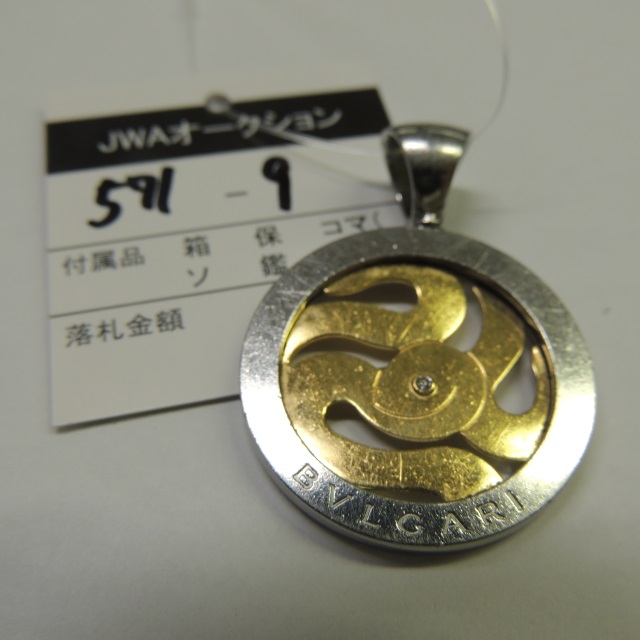 JWAオークション
591 - 9
付属品 箱 保 コマ(
ソ 鑑
落札金額
BVLGARI